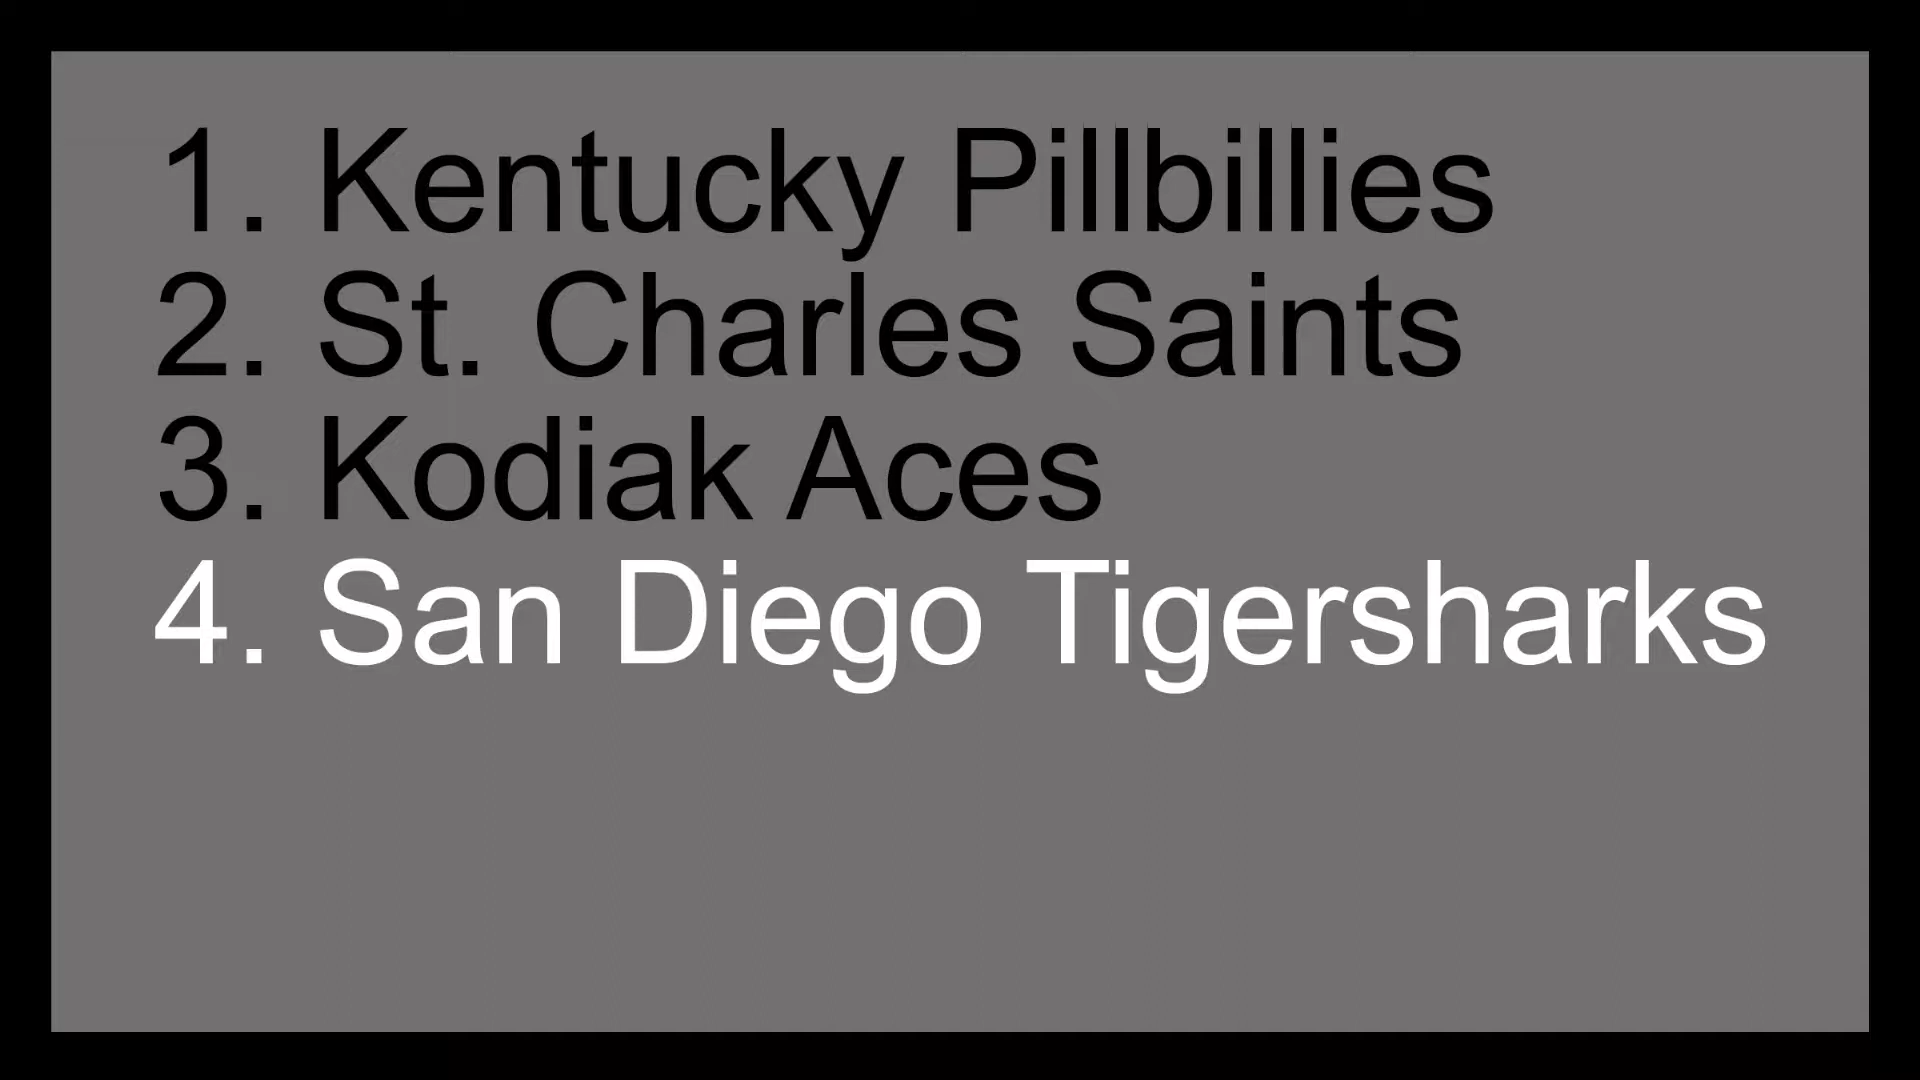 1. Kentucky Pillbillies
2. St. Charles Saints
3. Kodiak Aces
4. San Diego Tigersharks